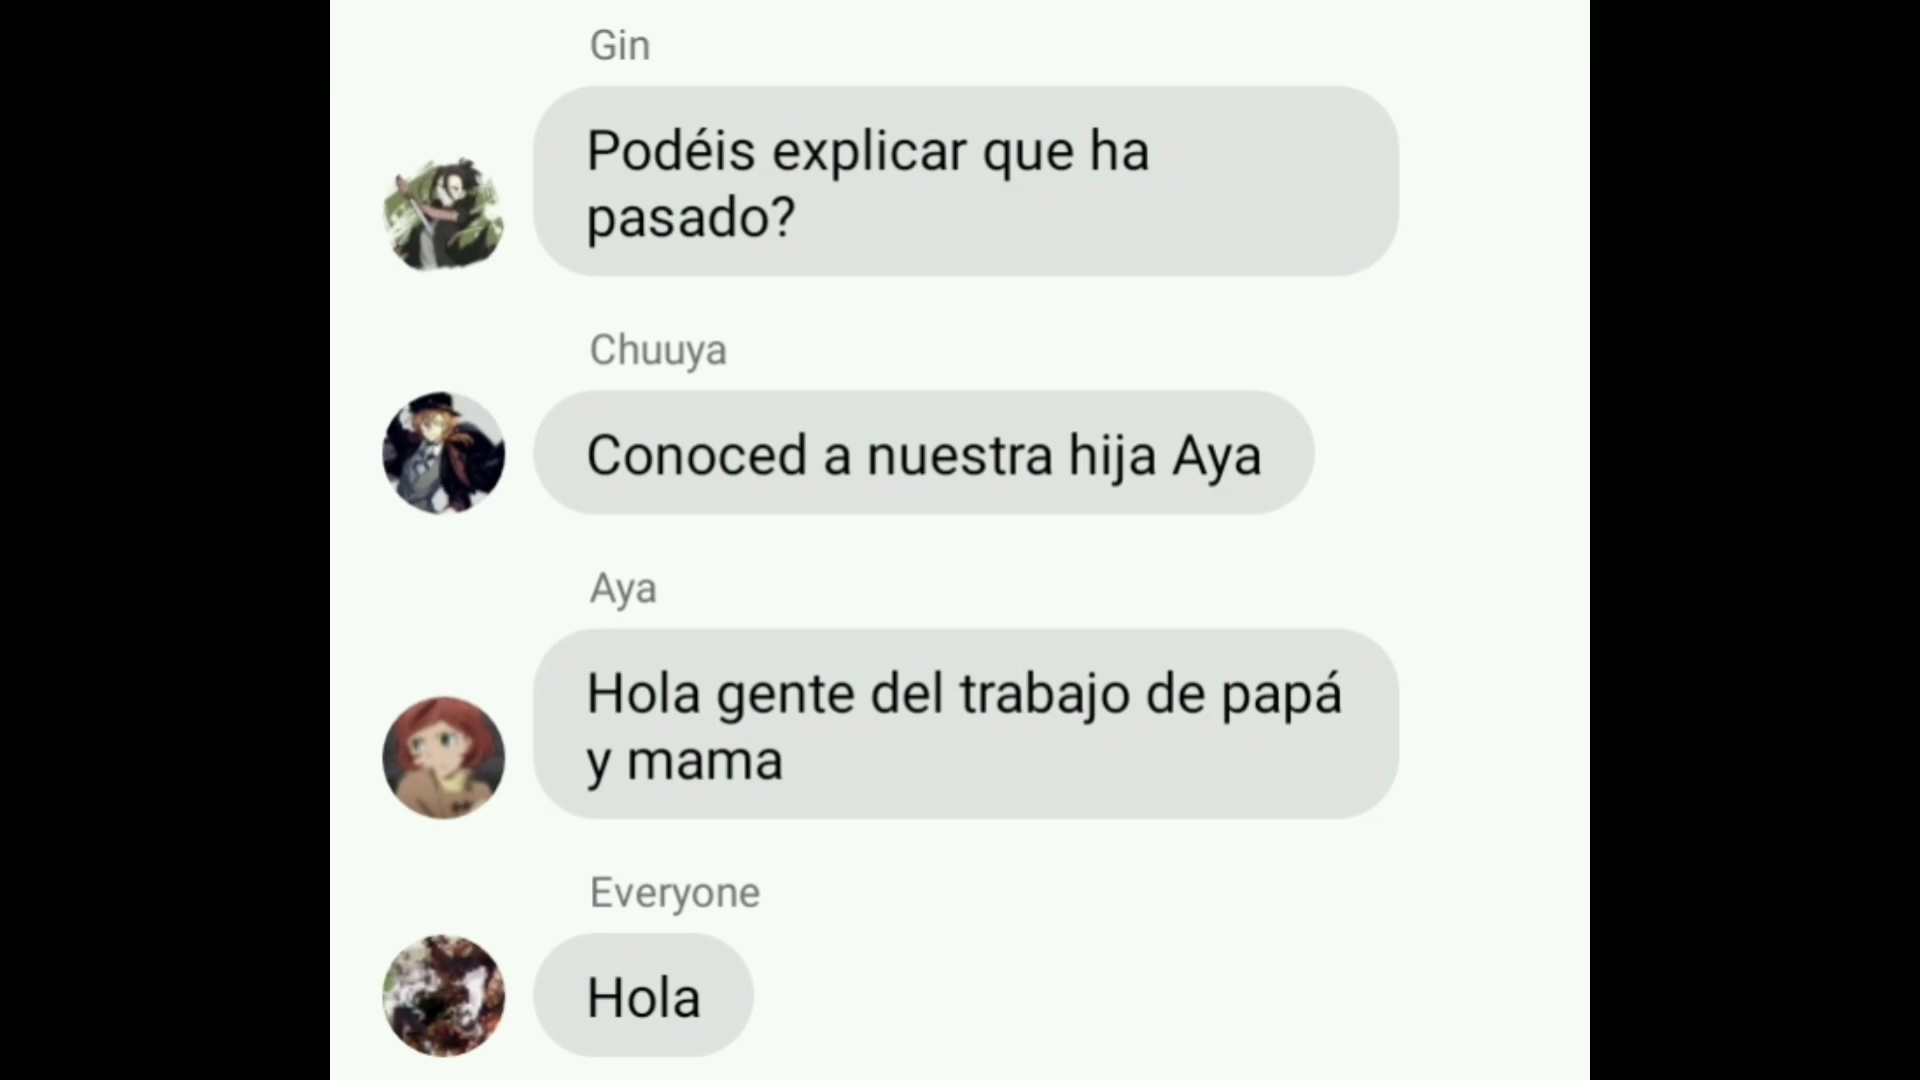 Gin
Podéis explicar que ha
pasado?
Chuuya
Conoced a nuestra hija Aya
Aya
Hola gente del trabajo de papá
y mama
Everyone
Hola